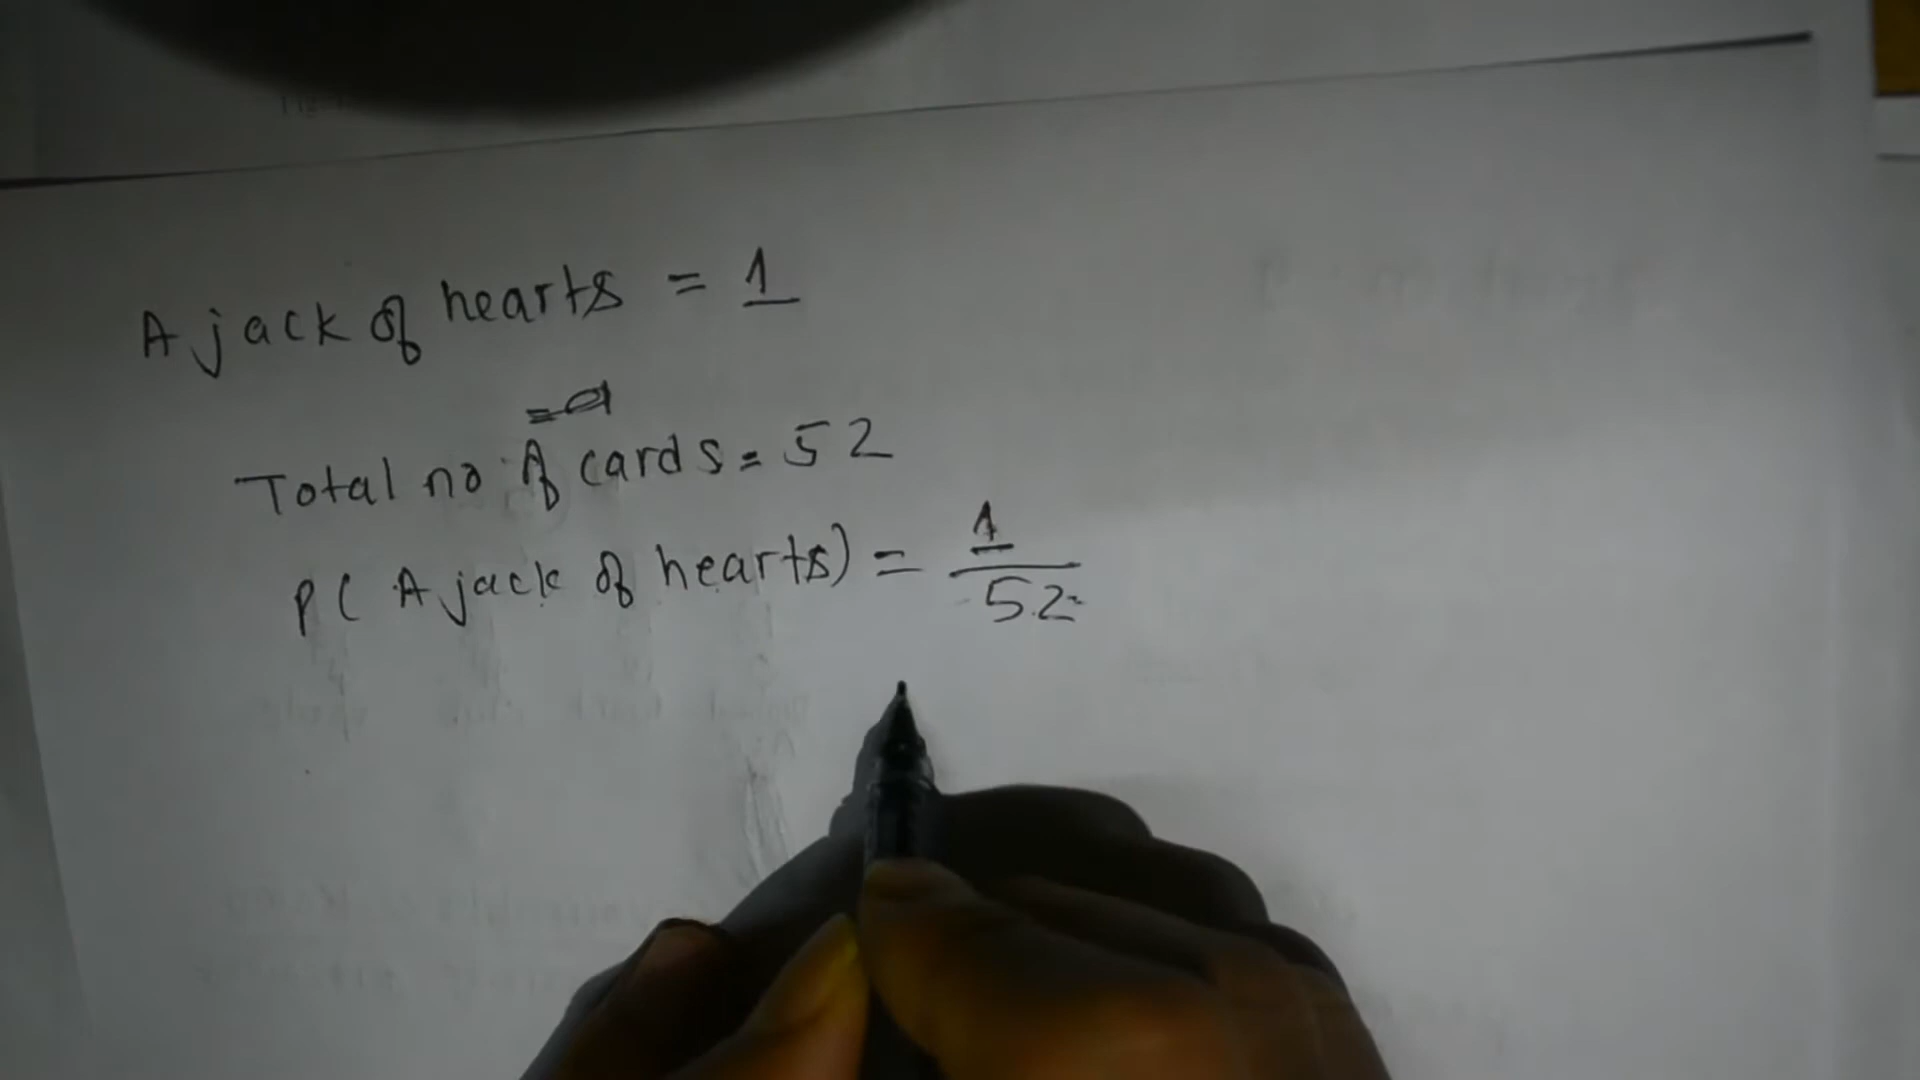 A jack of hearts = 1
Total no of cards = 52
P( A jack of hearts) = 1/52